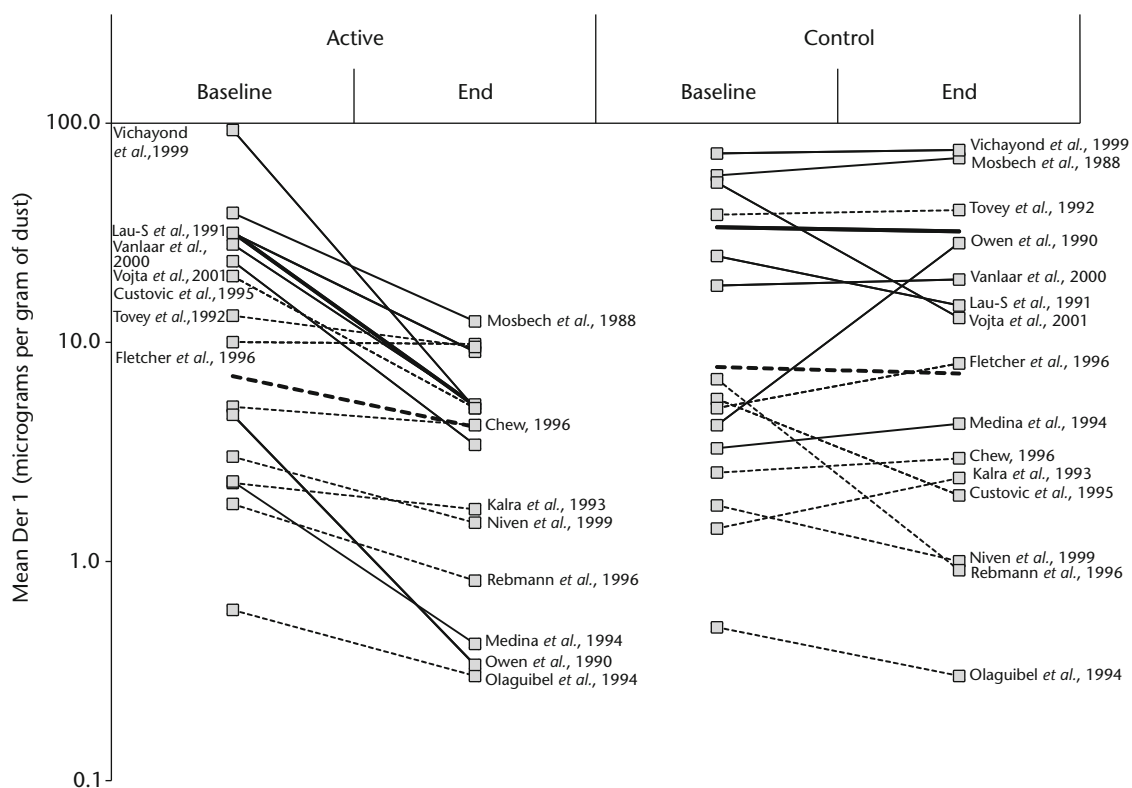 Active
Control
Baseline
End
Baseline
End
Mean Der 1 (micrograms per gram of dust)
100.0
10.0
1.0
0.1
Vichayond
et al.,1999
Lau-S et al., 1991
Vanlaar et al.,
2000
Vojta et al., 2001
Custovic et al., 1995
Tovey et al.,1992
Fletcher et al., 1996
Mosbech et al., 1988
Chew, 1996
Kalra et al., 1993
Niven et al., 1999
Rebmann et al., 1996
Medina et al., 1994
Owen et al., 1990
Olaguibel et al., 1994
Vichayond et al., 1999
Mosbech et al., 1988
Tovey et al., 1992
Owen et al., 1990
Vanlaar et al., 2000
Lau-S et al., 1991
Vojta et al., 2001
Fletcher et al., 1996
Medina et al., 1994
Chew, 1996
Kalra et al., 1993
Custovic et al., 1995
Niven et al., 1999
Rebmann et al., 1996
Olaguibel et al., 1994